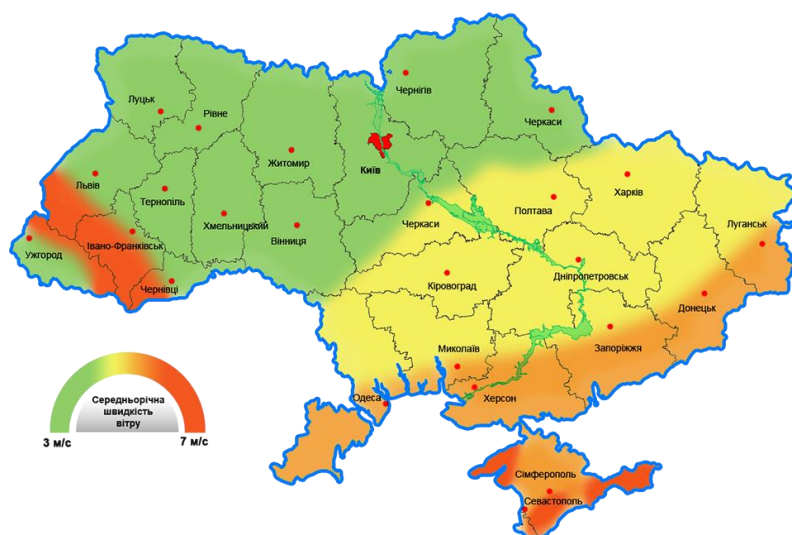 Чернігів
Луцьк
Рівне
Черкаси
Житомир
Київ
Львів
Тернопіль
Харків
Хмельницький
Черкаси
Полтава
Івано-Франківськ
Вінниця
Луганськ
Ужгород
Чернівці
Кіровоград
Дніпропетровськ
Донецьк
Миколаїв
Запоріжжя
Одеса
Херсон
Середньорічна
швидкість
вітру
3 м/с
7 м/с
Сімферополь
Севастополь